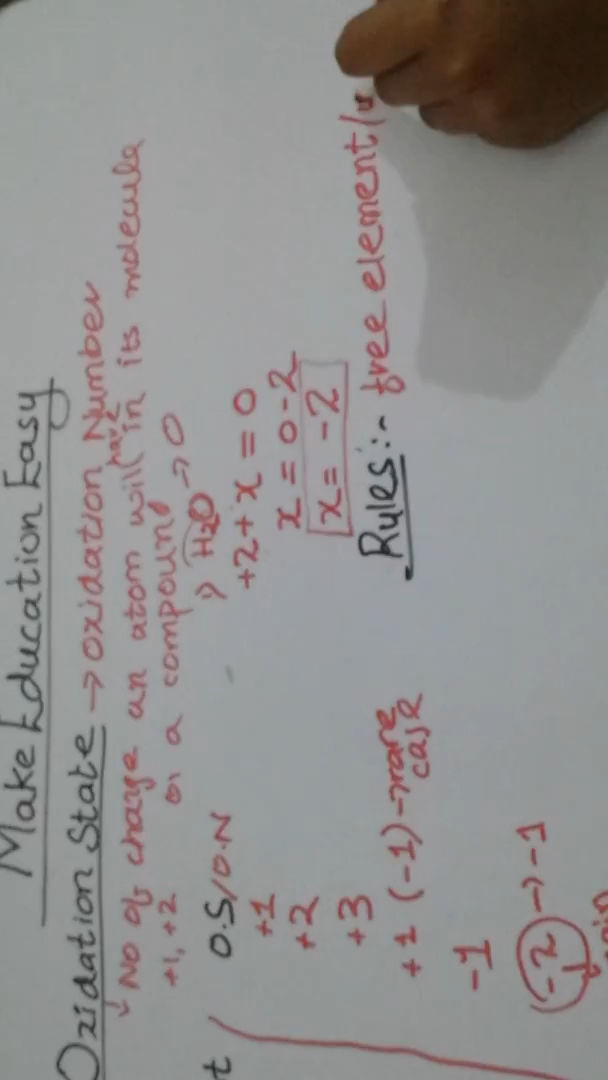 Make Education Easy
Oxidation State → Oxidation Number
No of charge an atom will have in its molecule
+1, +2 or a compound
t / O.S/O.N
+1
+2
+3
+1 (-1) → rare case
-1
-2 → -1
1) H2O → 0
+2 + x = 0
x = 0 - 2
x = -2
Rules :- free element /